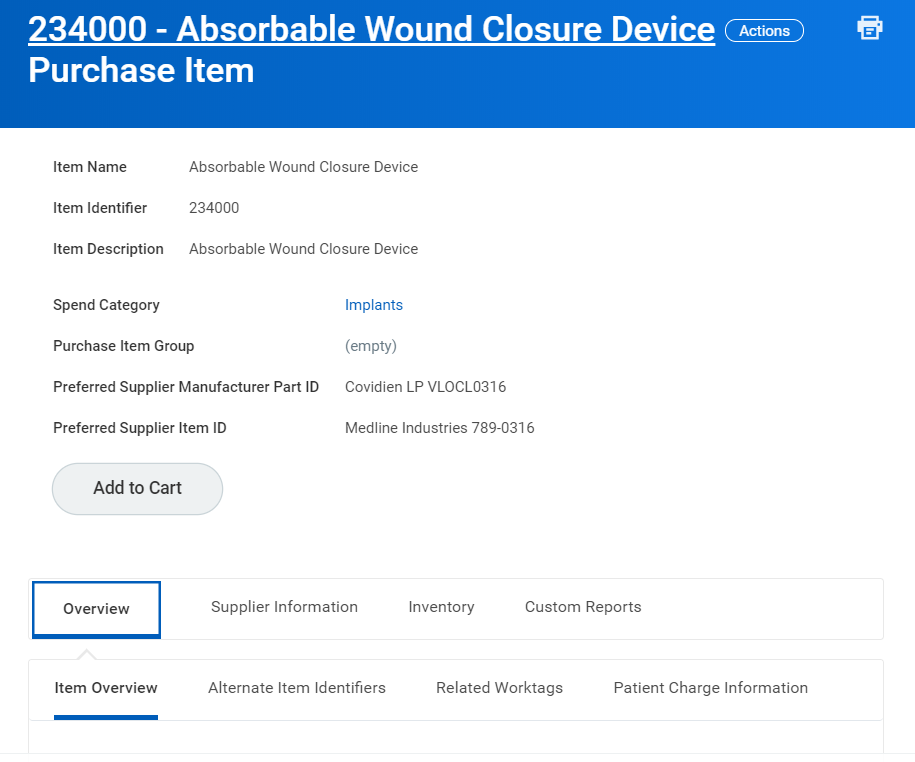 234000 - Absorbable Wound Closure Device Actions
Purchase Item
Item Name Absorbable Wound Closure Device
Item Identifier 234000
Item Description Absorbable Wound Closure Device
Spend Category Implants
Purchase Item Group (empty)
Preferred Supplier Manufacturer Part ID Covidien LP VLOCL0316
Preferred Supplier Item ID Medline Industries 789-0316
Add to Cart
Overview Supplier Information Inventory Custom Reports
Item Overview Alternate Item Identifiers Related Worktags Patient Charge Information